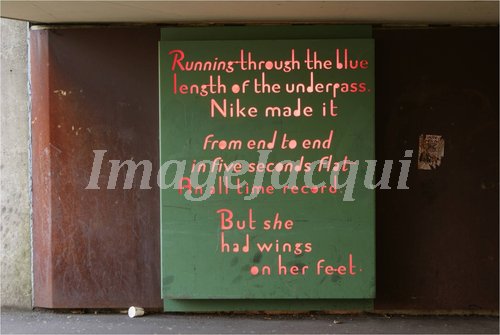 Running through the blue
length of the underpass.
Nike made it
from end to end
in five seconds flat
An all time record.
But she
had wings
on her feet.
ImageJacqui